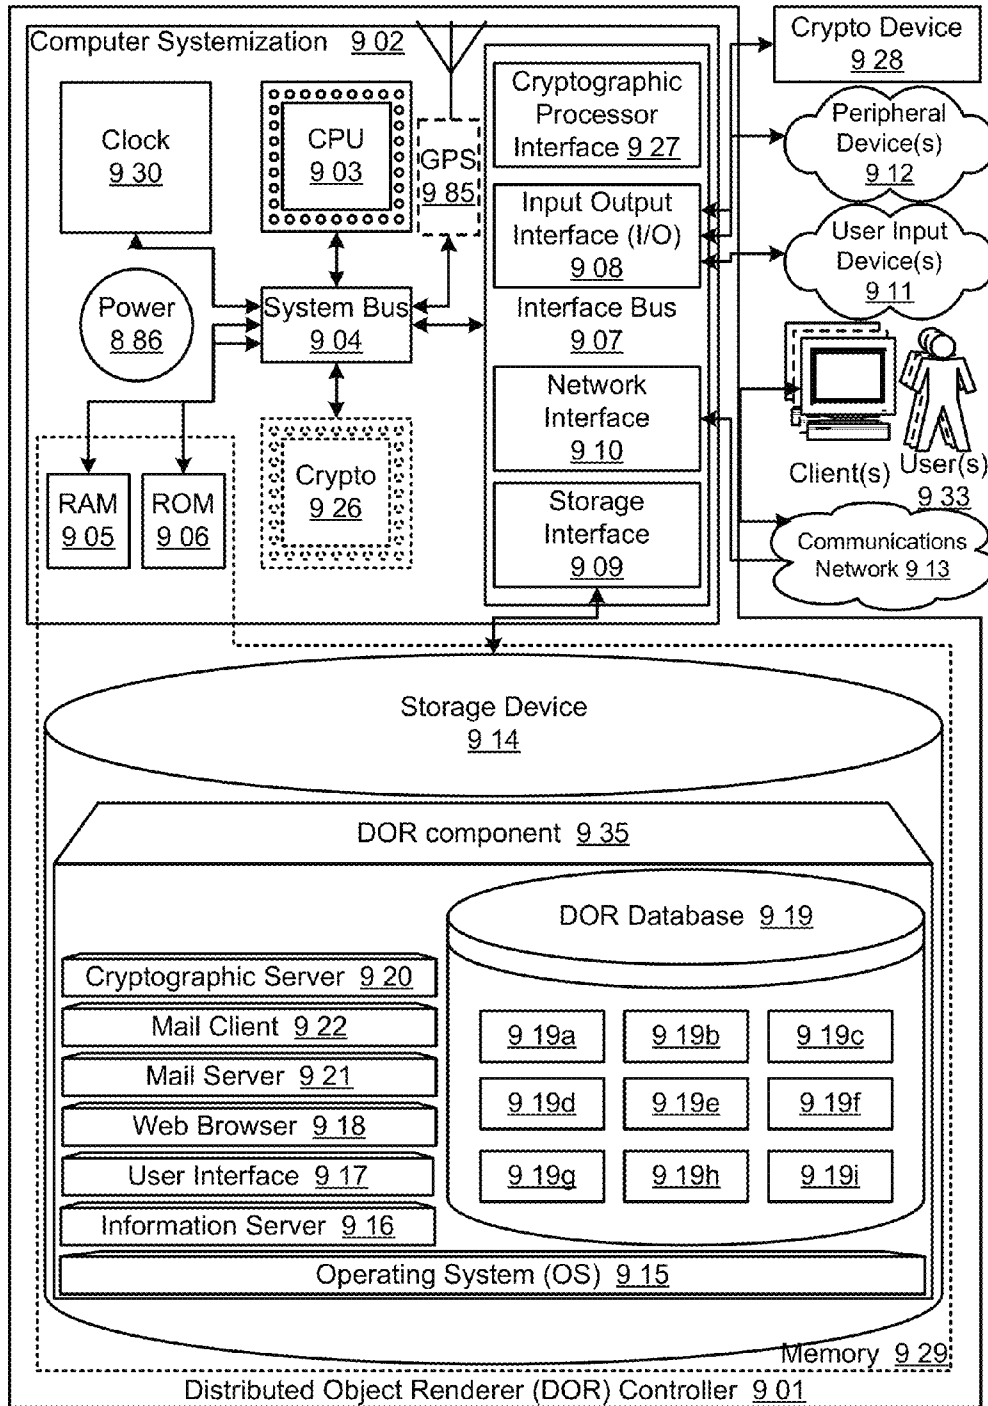 Computer Systemization 9 02
Clock
9 30
CPU
9 03
GPS
9 85
Power
8 86
System Bus
9 04
RAM
9 05
ROM
9 06
Crypto
9 26
Cryptographic
Processor
Interface 9 27
Input Output
Interface (I/O)
9 08
Interface Bus
9 07
Network
Interface
9 10
Storage
Interface
9 09
Crypto Device
9 28
Peripheral
Device(s)
9 12
User Input
Device(s)
9 11
Client(s)
User(s)
9 33
Communications
Network 9 13
Storage Device
9 14
DOR component 9 35
DOR Database 9 19
Cryptographic Server 9 20
Mail Client 9 22
Mail Server 9 21
Web Browser 9 18
User Interface 9 17
Information Server 9 16
9 19a 9 19b 9 19c
9 19d 9 19e 9 19f
9 19g 9 19h 9 19i
Operating System (OS) 9 15
Memory 9 29
Distributed Object Renderer (DOR) Controller 9 01